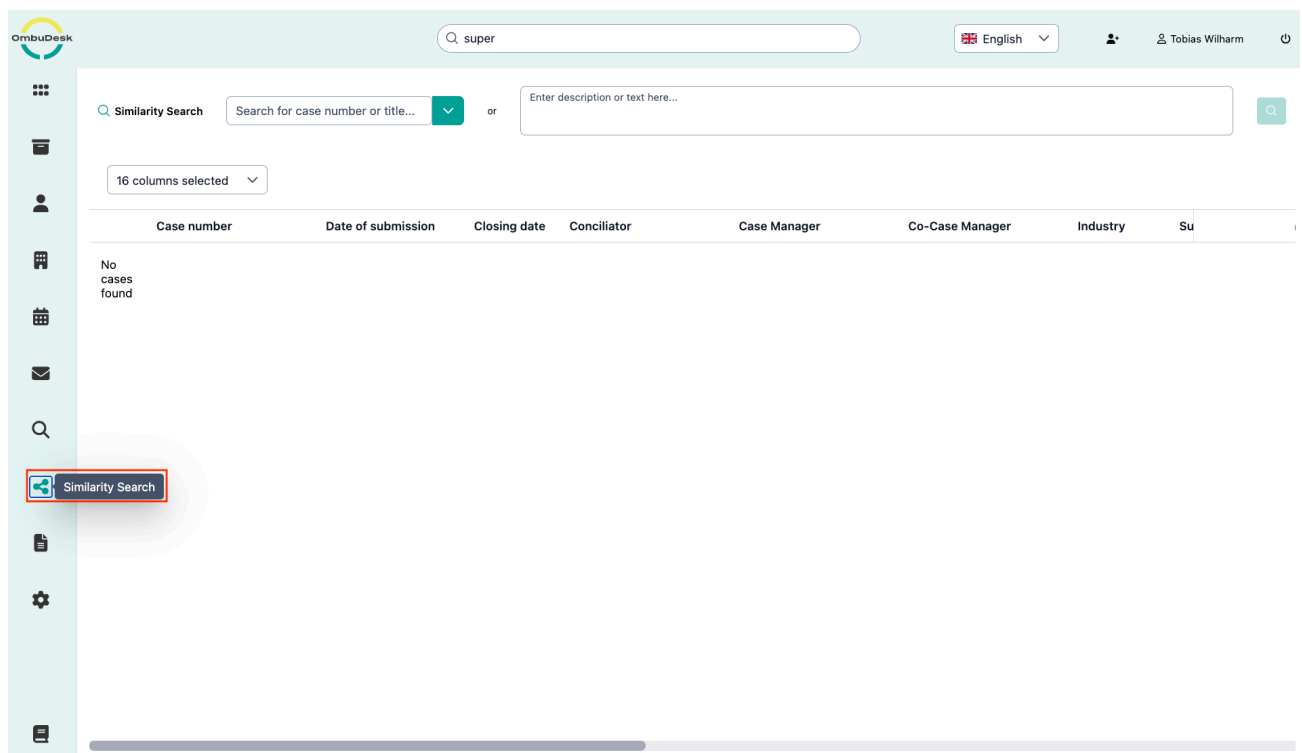 OmbuDesk
super
English
Tobias Wilharm
Similarity Search
Search for case number or title...
or
Enter description or text here...
16 columns selected
Case number Date of submission Closing date Conciliator Case Manager Co-Case Manager Industry Su
No
cases
found
Similarity Search